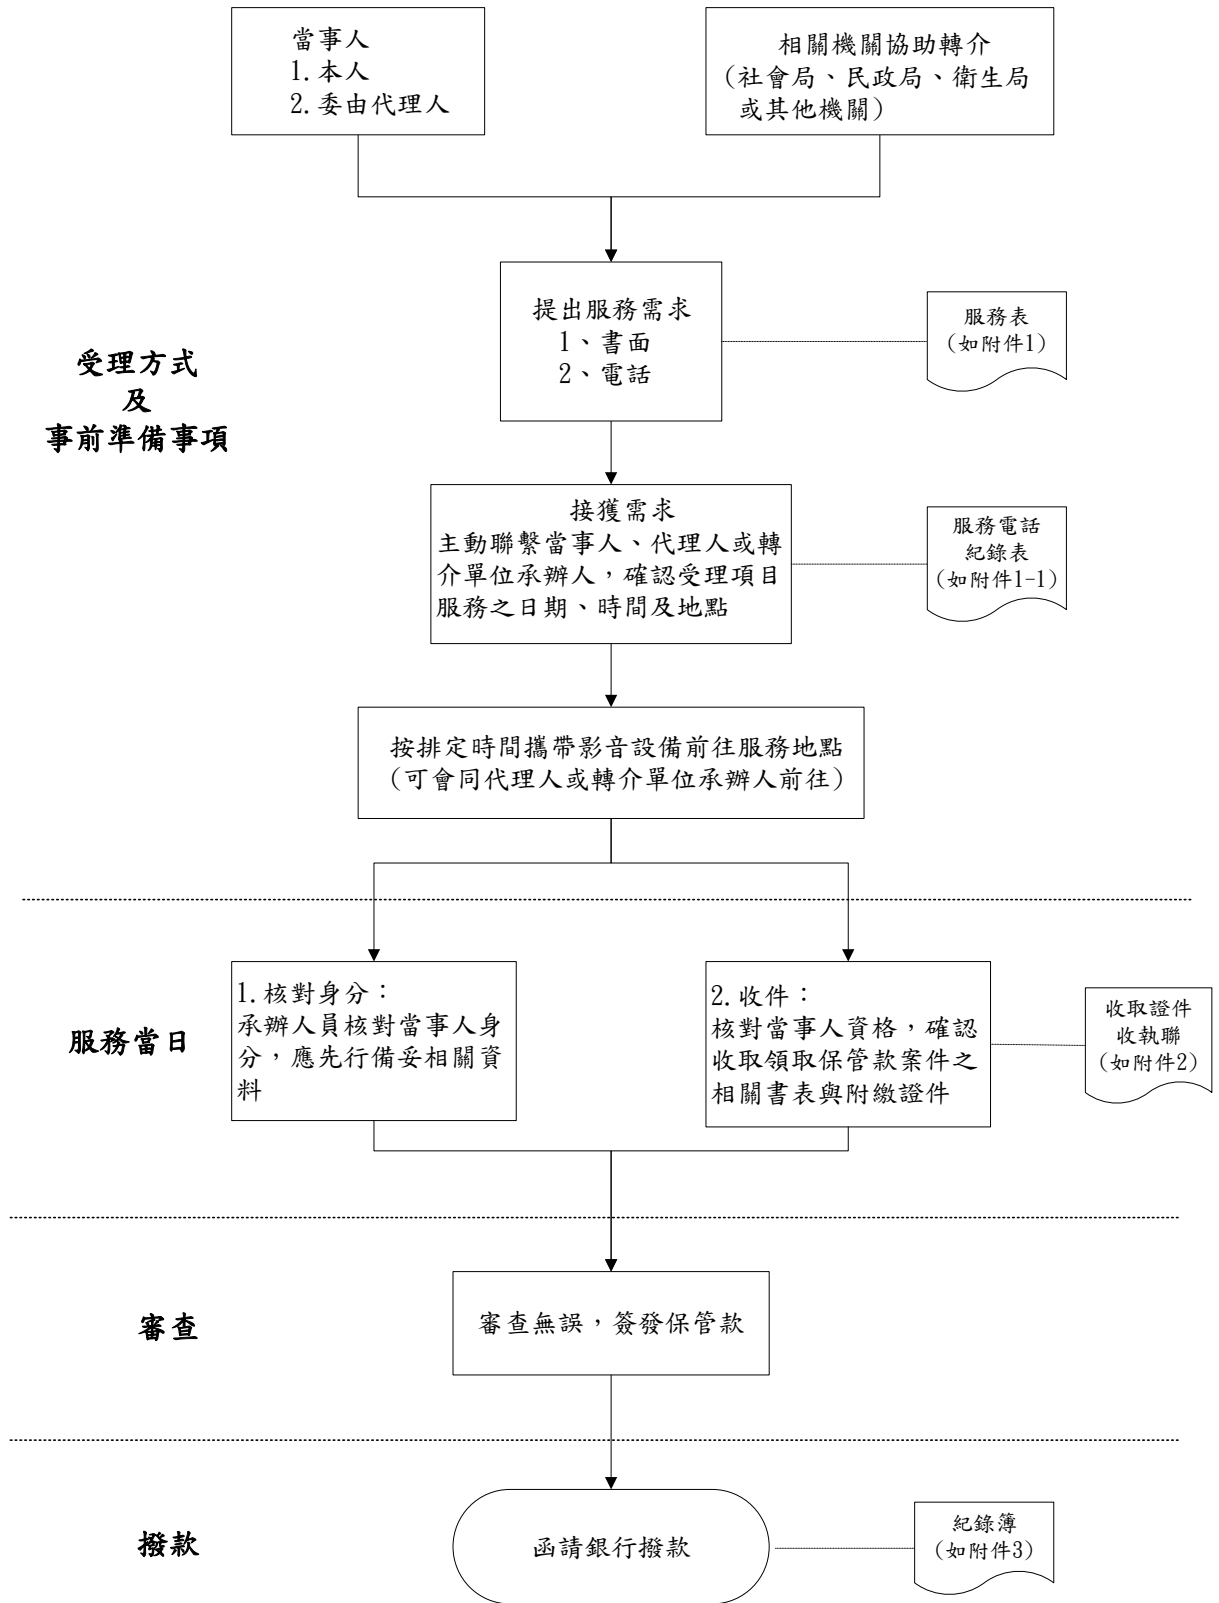 當事人
1.本人
2.委由代理人
相關機關協助轉介
(社會局、民政局、衛生局
或其他機關)
提出服務需求
1、書面
2、電話
服務表
(如附件1)
受理方式
及
事前準備事項
接獲需求
主動聯繫當事人、代理人或轉
介單位承辦人，確認受理項目
服務之日期、時間及地點
服務電話
紀錄表
(如附件1-1)
按排定時間攜帶影音設備前往服務地點
(可會同代理人或轉介單位承辦人前往)
服務當日
1.核對身分：
承辦人員核對當事人身
分，應先行備妥相關資
料
2.收件：
核對當事人資格，確認
收取領取保管款案件之
相關書表與附繳證件
收取證件
收執聯
(如附件2)
審查
審查無誤，簽發保管款
撥款
函請銀行撥款
紀錄簿
(如附件3)